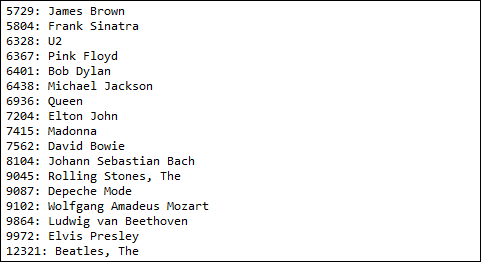 5729: James Brown
5804: Frank Sinatra
6328: U2
6367: Pink Floyd
6401: Bob Dylan
6438: Michael Jackson
6936: Queen
7204: Elton John
7415: Madonna
7562: David Bowie
8104: Johann Sebastian Bach
9045: Rolling Stones, The
9087: Depeche Mode
9102: Wolfgang Amadeus Mozart
9864: Ludwig van Beethoven
9972: Elvis Presley
12321: Beatles, The